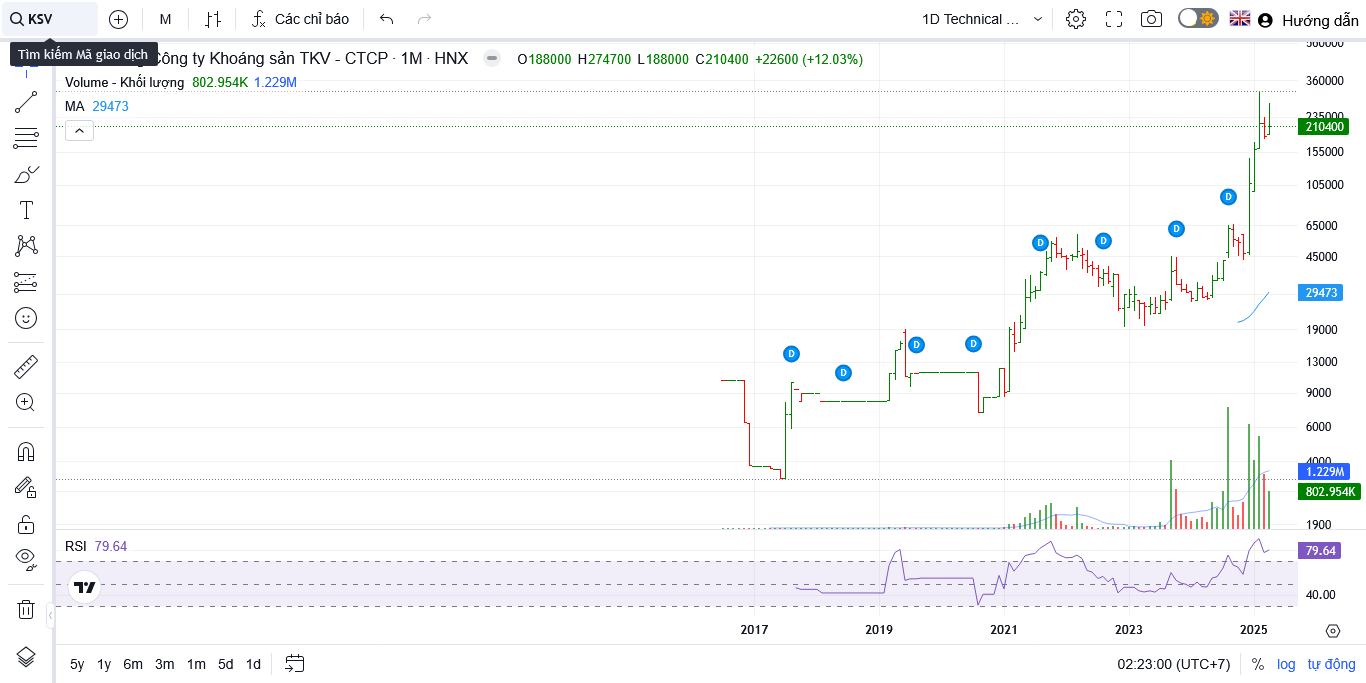 KSV M Các chỉ báo 1D Technical ... Hướng dẫn
Tìm kiếm Mã giao dịch
Công ty Khoáng sản TKV - CTCP · 1M · HNX O188000 H274700 L188000 C210400 +22600 (+12.03%)
Volume - Khối lượng 802.954K 1.229M
MA 29473
360000
235000
210400
155000
105000
65000
45000
29473
19000
13000
9000
6000
4000
1.229M
802.954K
1900
D
D
D
D
D
D
D
D
T
RSI 79.64
79.64
40.00
2017 2019 2021 2023 2025
5y 1y 6m 3m 1m 5d 1d 02:23:00 (UTC+7) % log tự động